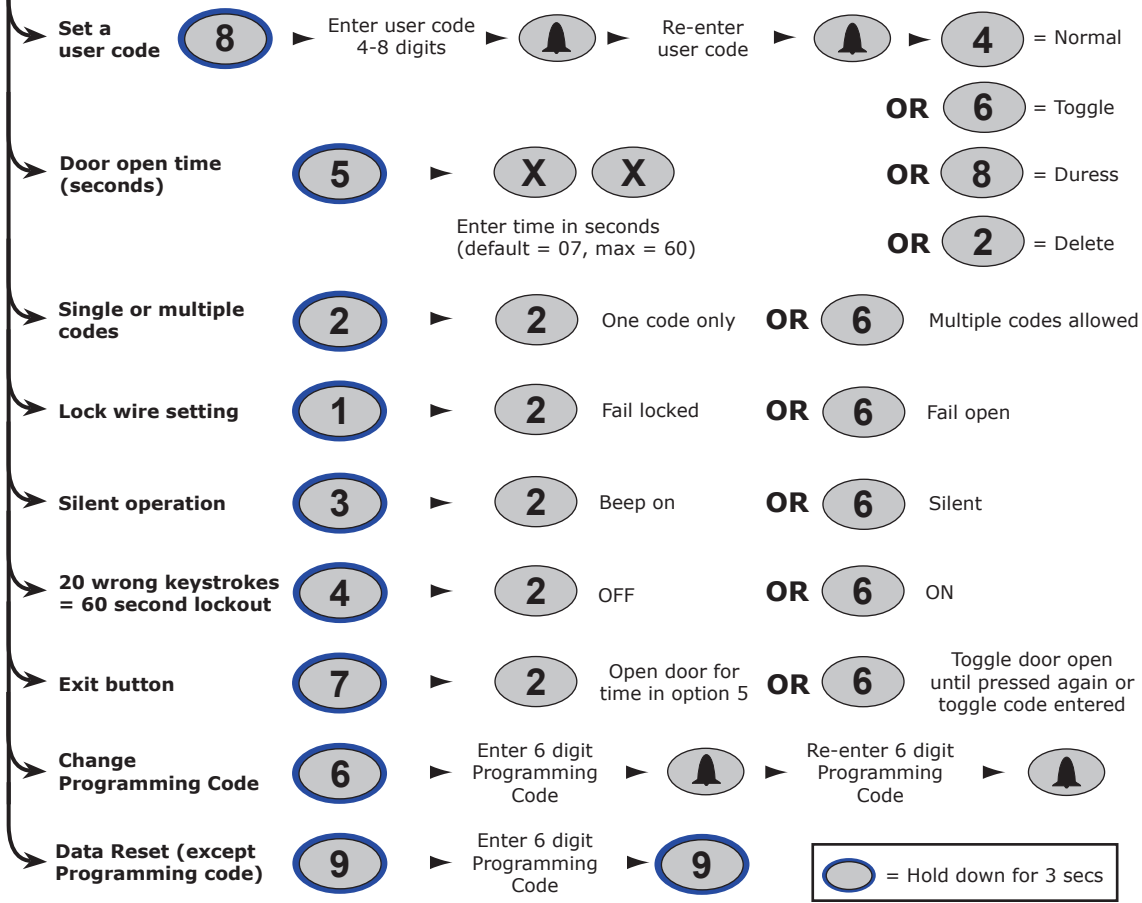 Set a
user code
8
Enter user code
4-8 digits
Re-enter
user code
4
= Normal
OR
6
= Toggle
OR
8
= Duress
OR
2
= Delete
Door open time
(seconds)
5
X
X
Enter time in seconds
(default = 07, max = 60)
Single or multiple
codes
2
2
One code only
OR
6
Multiple codes allowed
Lock wire setting
1
2
Fail locked
OR
6
Fail open
Silent operation
3
2
Beep on
OR
6
Silent
20 wrong keystrokes
= 60 second lockout
4
2
OFF
OR
6
ON
Exit button
7
2
Open door for
time in option 5
OR
6
Toggle door open
until pressed again or
toggle code entered
Change
Programming Code
6
Enter 6 digit
Programming
Code
Re-enter 6 digit
Programming
Code
Data Reset (except
Programming code)
9
Enter 6 digit
Programming
Code
9
= Hold down for 3 secs